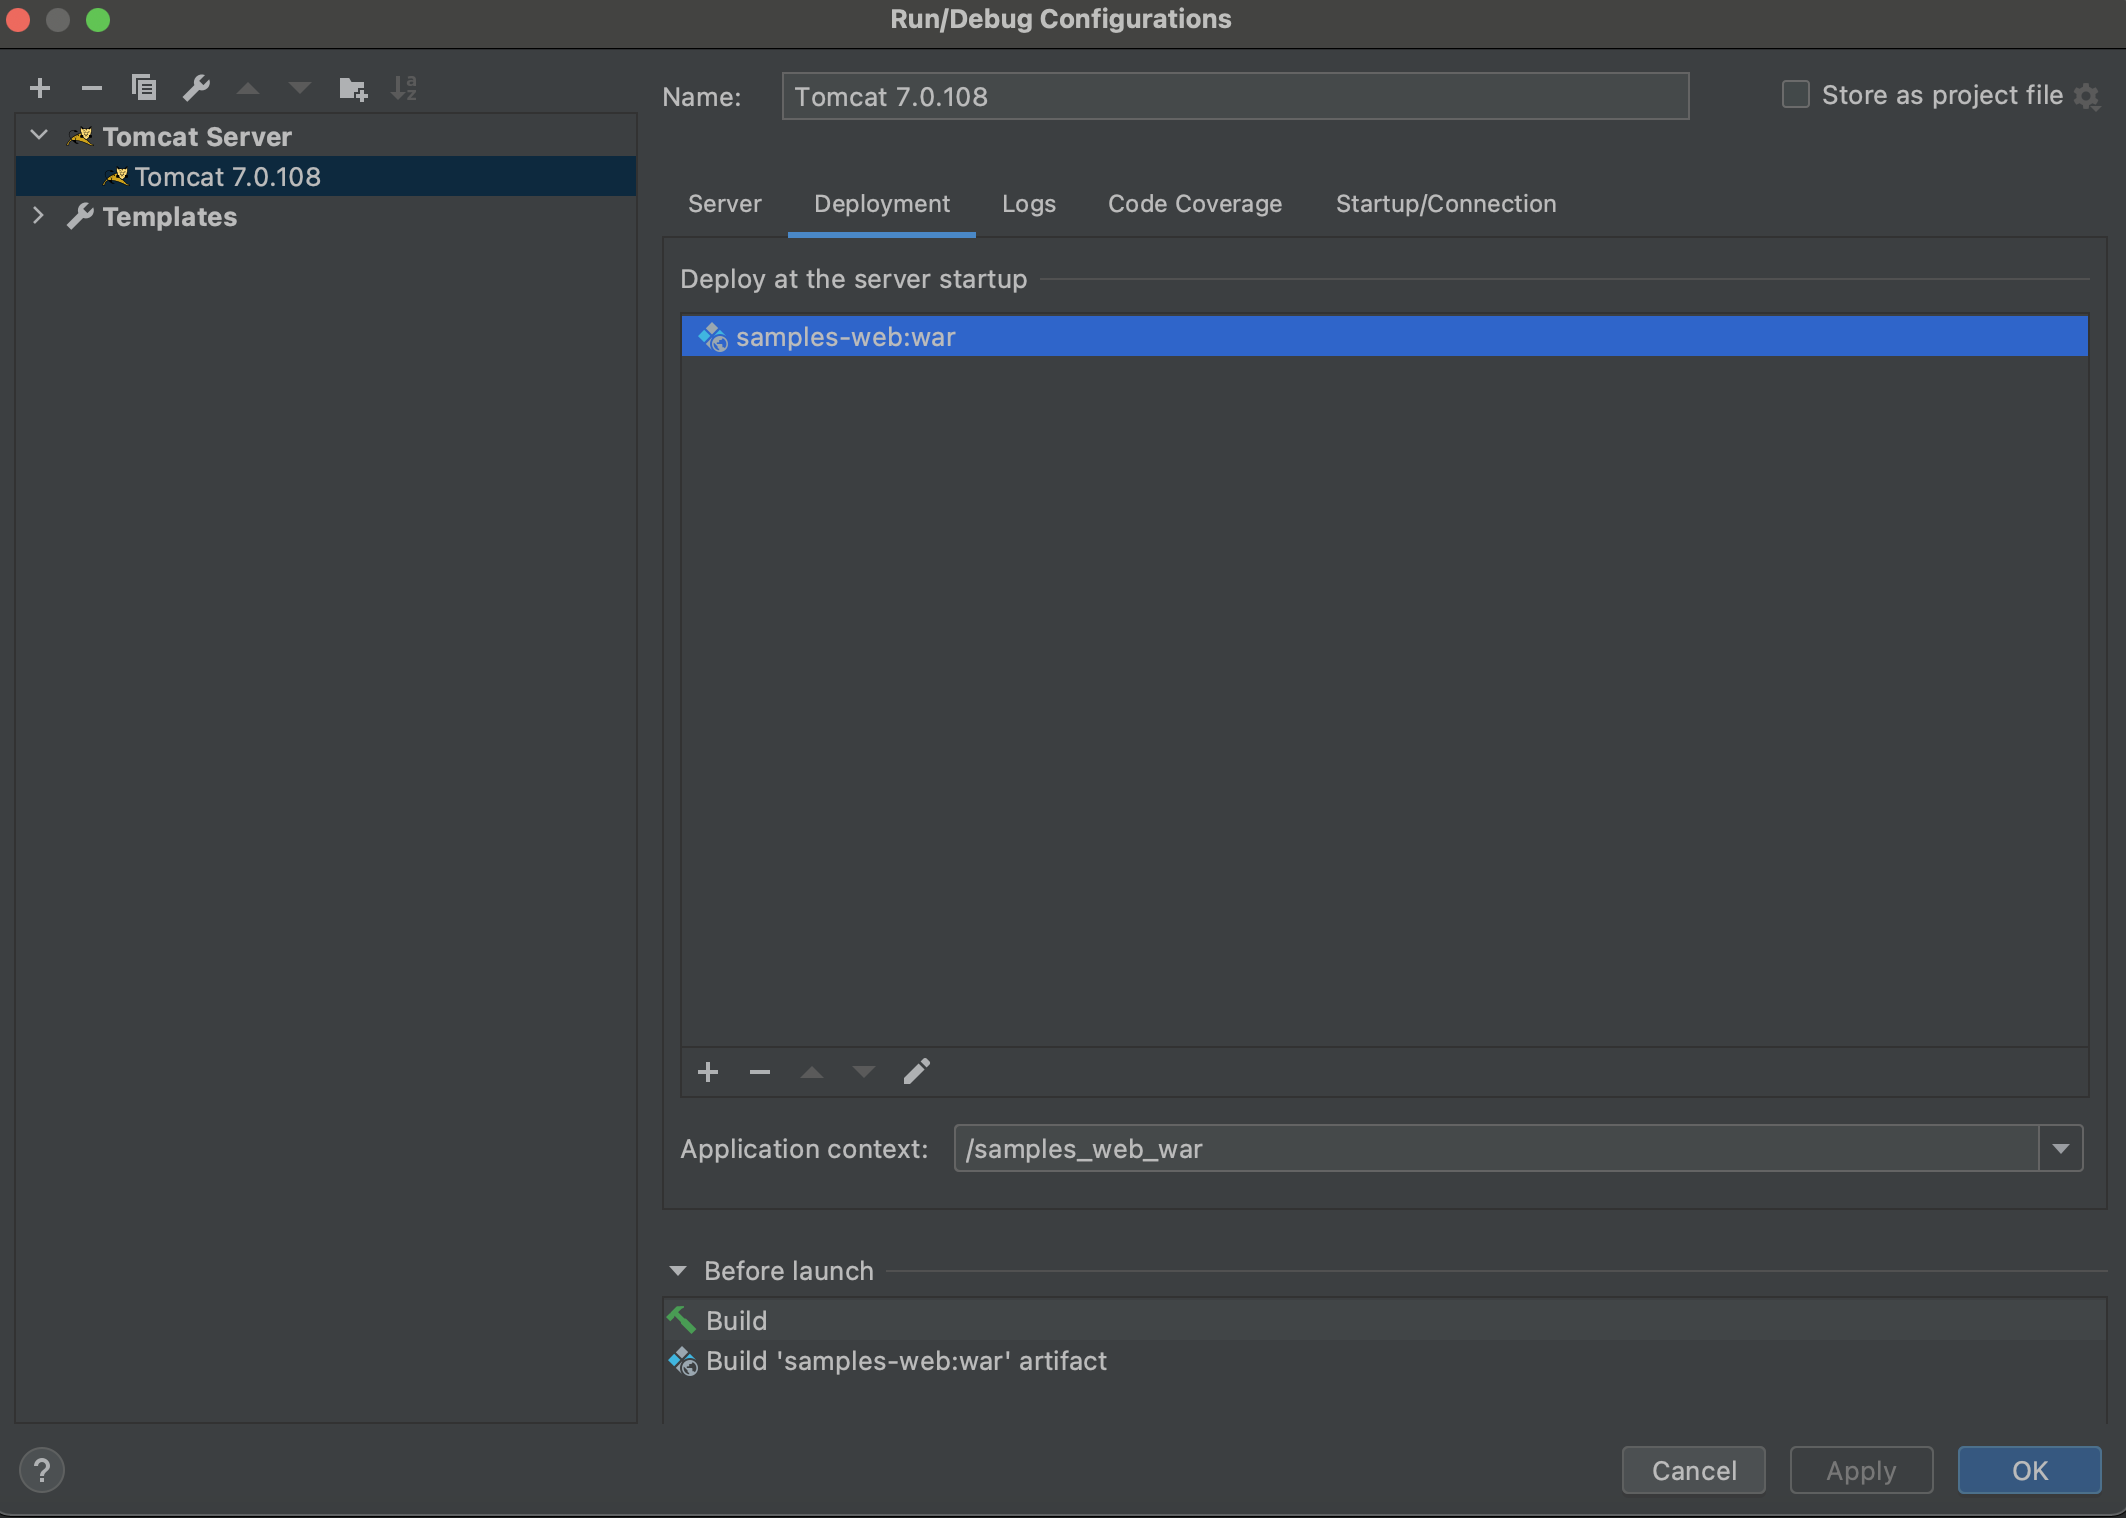 Run/Debug Configurations
Name:
Tomcat 7.0.108
Store as project file
Tomcat Server
Tomcat 7.0.108
Templates
Server
Deployment
Logs
Code Coverage
Startup/Connection
Deploy at the server startup
samples-web:war
Application context:
/samples_web_war
Before launch
Build
Build 'samples-web:war' artifact
?
Cancel
Apply
OK